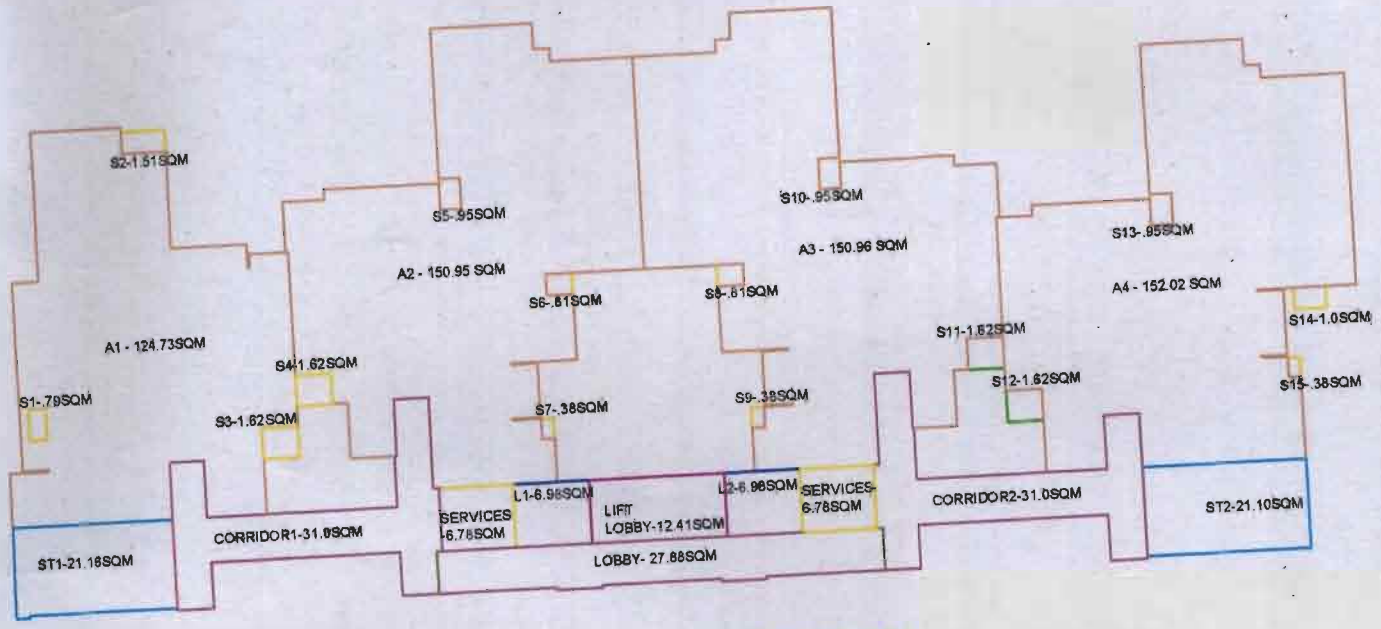 S2-1.51SQM
S5-.95SQM
S10-.95SQM
S13-.95SQM
A3 - 150.96 SQM
A2 - 150.95 SQM
A4 - 152.02 SQM
S6-.61SQM
S8-.61SQM
S14-1.0SQM
A1 - 124.73SQM
S11-1.62SQM
S4-1.62SQM
S12-1.62SQM
S15-.38SQM
S1-.79SQM
S3-1.62SQM
S7-.38SQM
S9-.38SQM
L1-6.98SQM
L2-6.98SQM
SERVICES-
6.78SQM
CORRIDOR2-31.0SQM
ST2-21.10SQM
SERVICES
-6.78SQM
LIFT
LOBBY-12.41SQM
CORRIDOR1-31.0SQM
LOBBY- 27.88SQM
ST1-21.16SQM